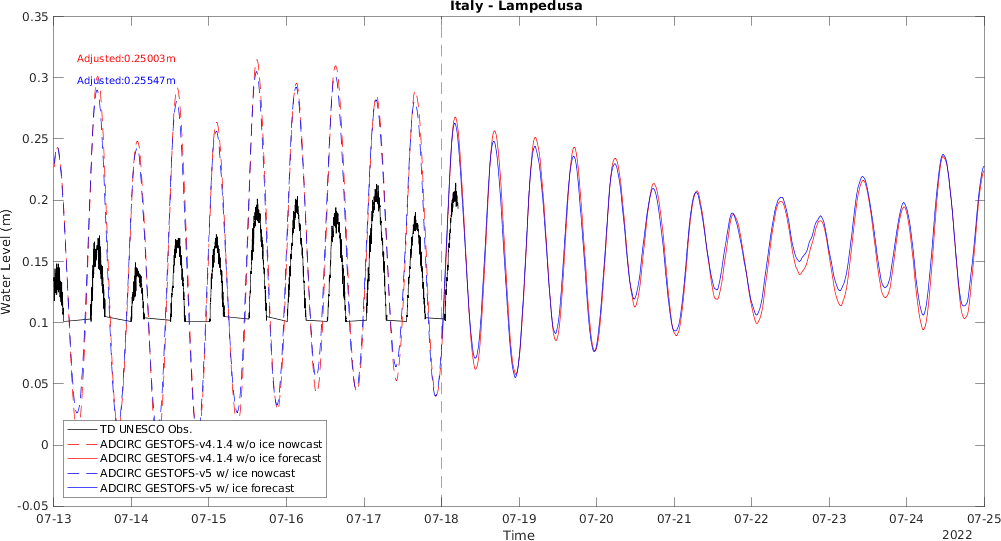 Italy - Lampedusa
0.35
0.3
0.25
0.2
0.15
0.1
0.05
0
-0.05
Water Level (m)
Adjusted:0.25003m
Adjusted:0.25547m
TD UNESCO Obs.
ADCIRC GESTOFS-v4.1.4 w/o ice nowcast
ADCIRC GESTOFS-v4.1.4 w/o ice forecast
ADCIRC GESTOFS-v5 w/ ice nowcast
ADCIRC GESTOFS-v5 w/ ice forecast
07-13 07-14 07-15 07-16 07-17 07-18 07-19 07-20 07-21 07-22 07-23 07-24 07-25
Time
2022